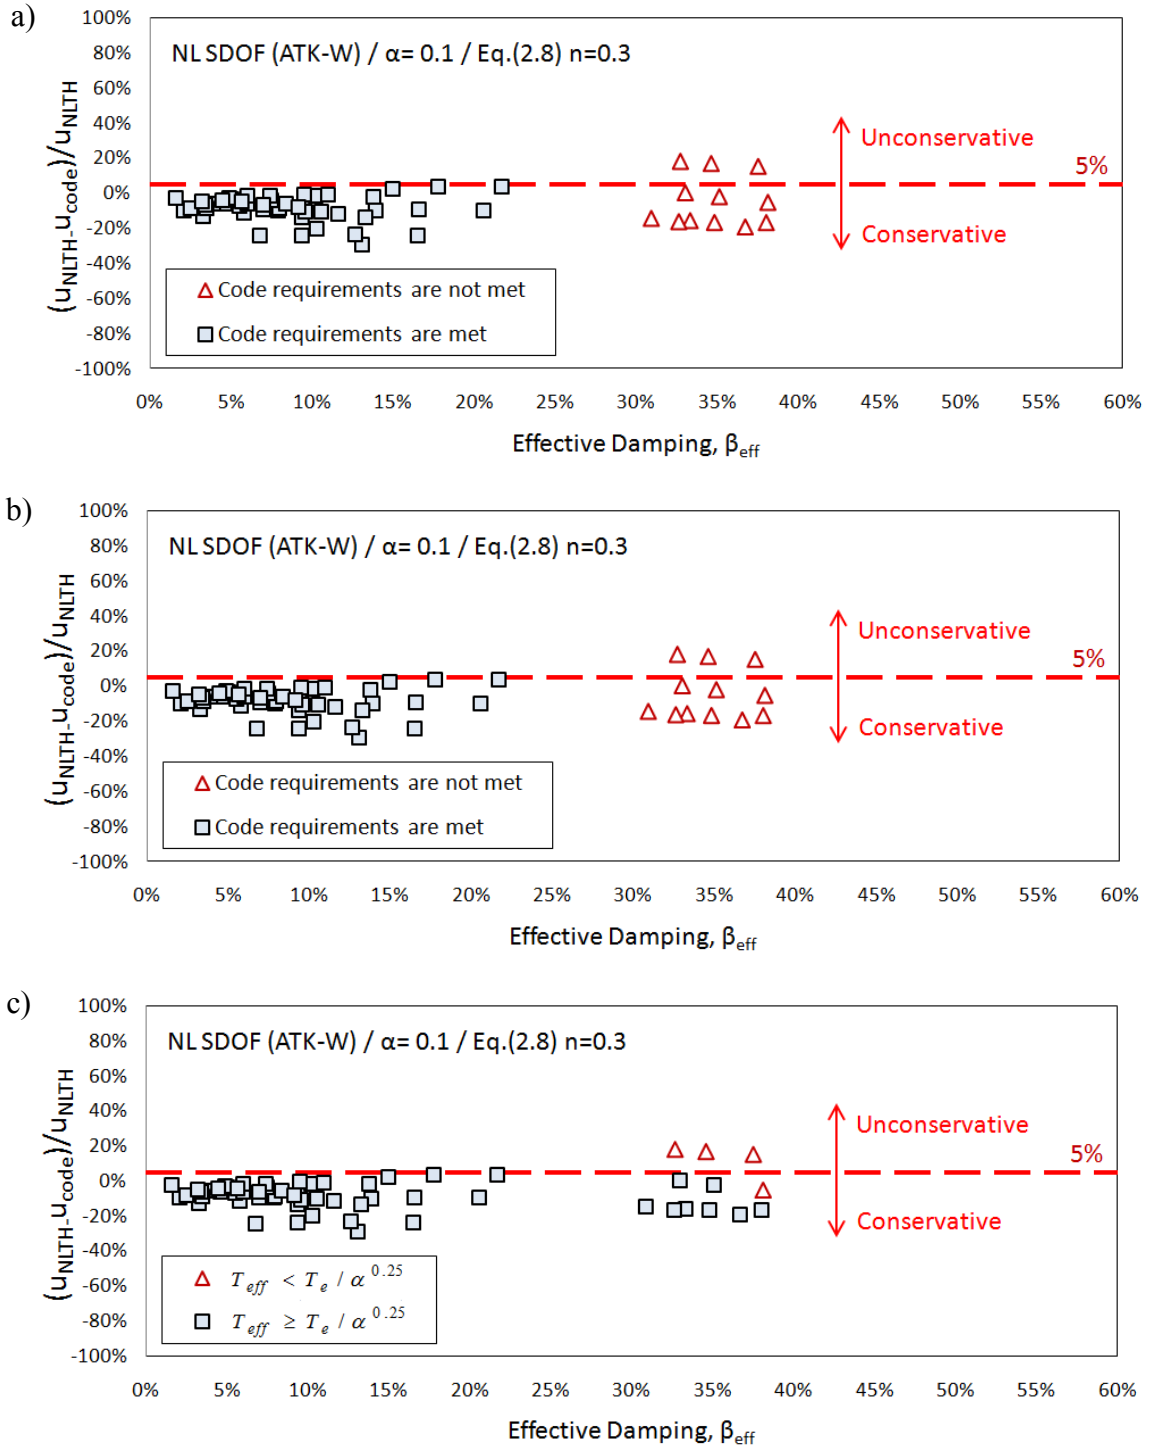 a)
100%
80%
60%
40%
20%
0%
-20%
-40%
-60%
-80%
-100%
(uNLTH-ucode)/uNLTH
NL SDOF (ATK-W) / α= 0.1 / Eq.(2.8) n=0.3
Unconservative
5%
Conservative
Code requirements are not met
Code requirements are met
0% 5% 10% 15% 20% 25% 30% 35% 40% 45% 50% 55% 60%
Effective Damping, βeff
b)
100%
80%
60%
40%
20%
0%
-20%
-40%
-60%
-80%
-100%
(uNLTH-ucode)/uNLTH
NL SDOF (ATK-W) / α= 0.1 / Eq.(2.8) n=0.3
Unconservative
5%
Conservative
Code requirements are not met
Code requirements are met
0% 5% 10% 15% 20% 25% 30% 35% 40% 45% 50% 55% 60%
Effective Damping, βeff
c)
100%
80%
60%
40%
20%
0%
-20%
-40%
-60%
-80%
-100%
(uNLTH-ucode)/uNLTH
NL SDOF (ATK-W) / α= 0.1 / Eq.(2.8) n=0.3
Unconservative
5%
Conservative
Teff < Te / α 0.25
Teff ≥ Te / α 0.25
0% 5% 10% 15% 20% 25% 30% 35% 40% 45% 50% 55% 60%
Effective Damping, βeff